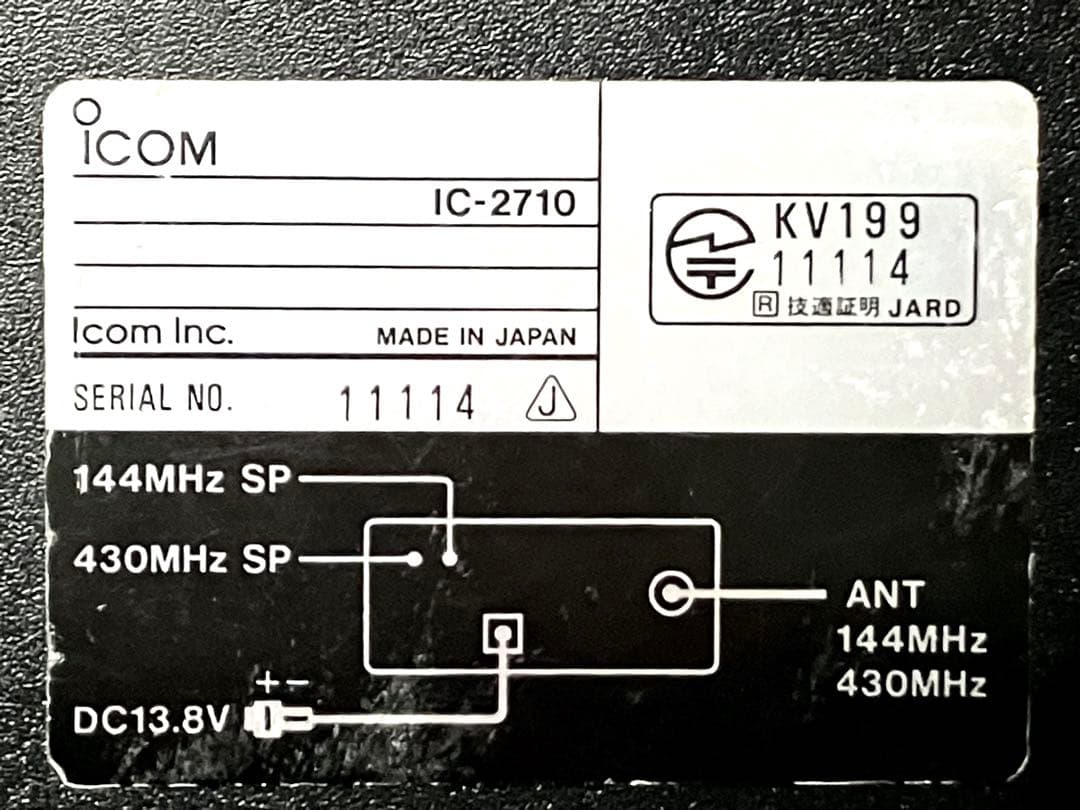 ICOM
IC-2710
Icom Inc. MADE IN JAPAN
SERIAL NO. 11114 J
KV199
11114
R 技適証明 JARD
144MHz SP
430MHz SP
ANT
144MHz
430MHz
+ −
DC13.8V